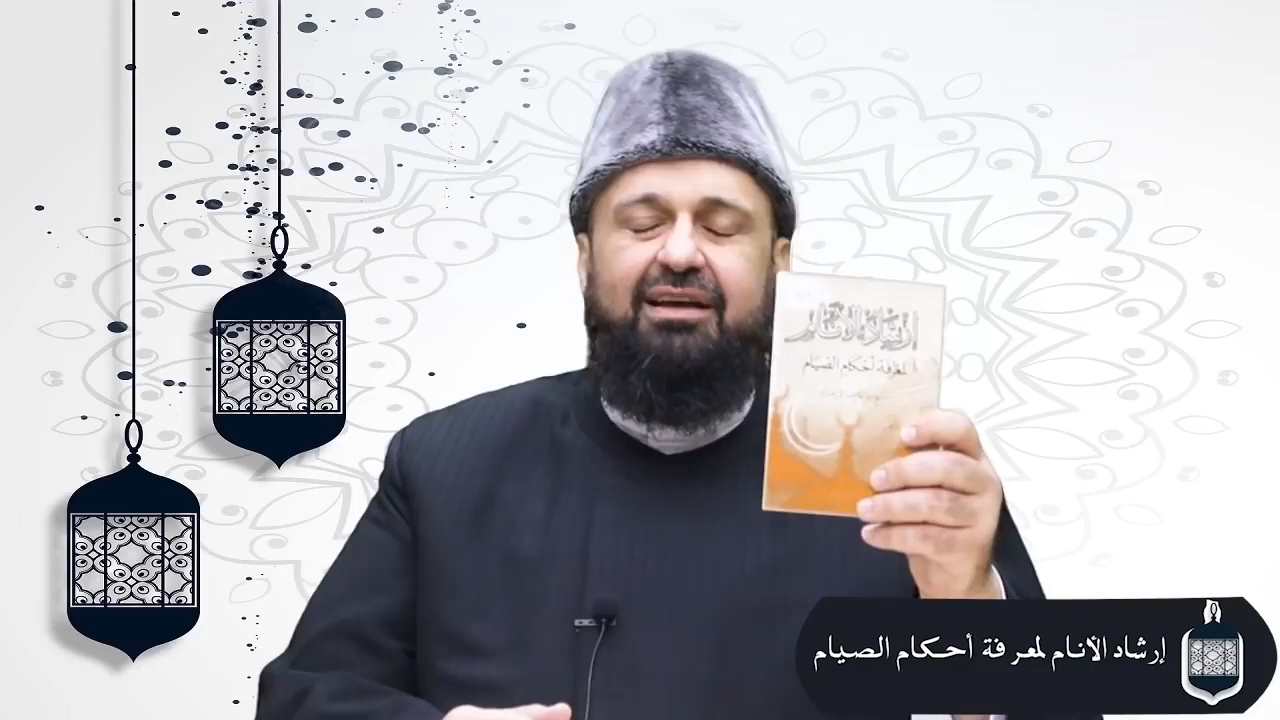 إرشاد الأنام
لمعرفة أحكام الصيام
إرشاد الأنام لمعرفة أحكام الصيام